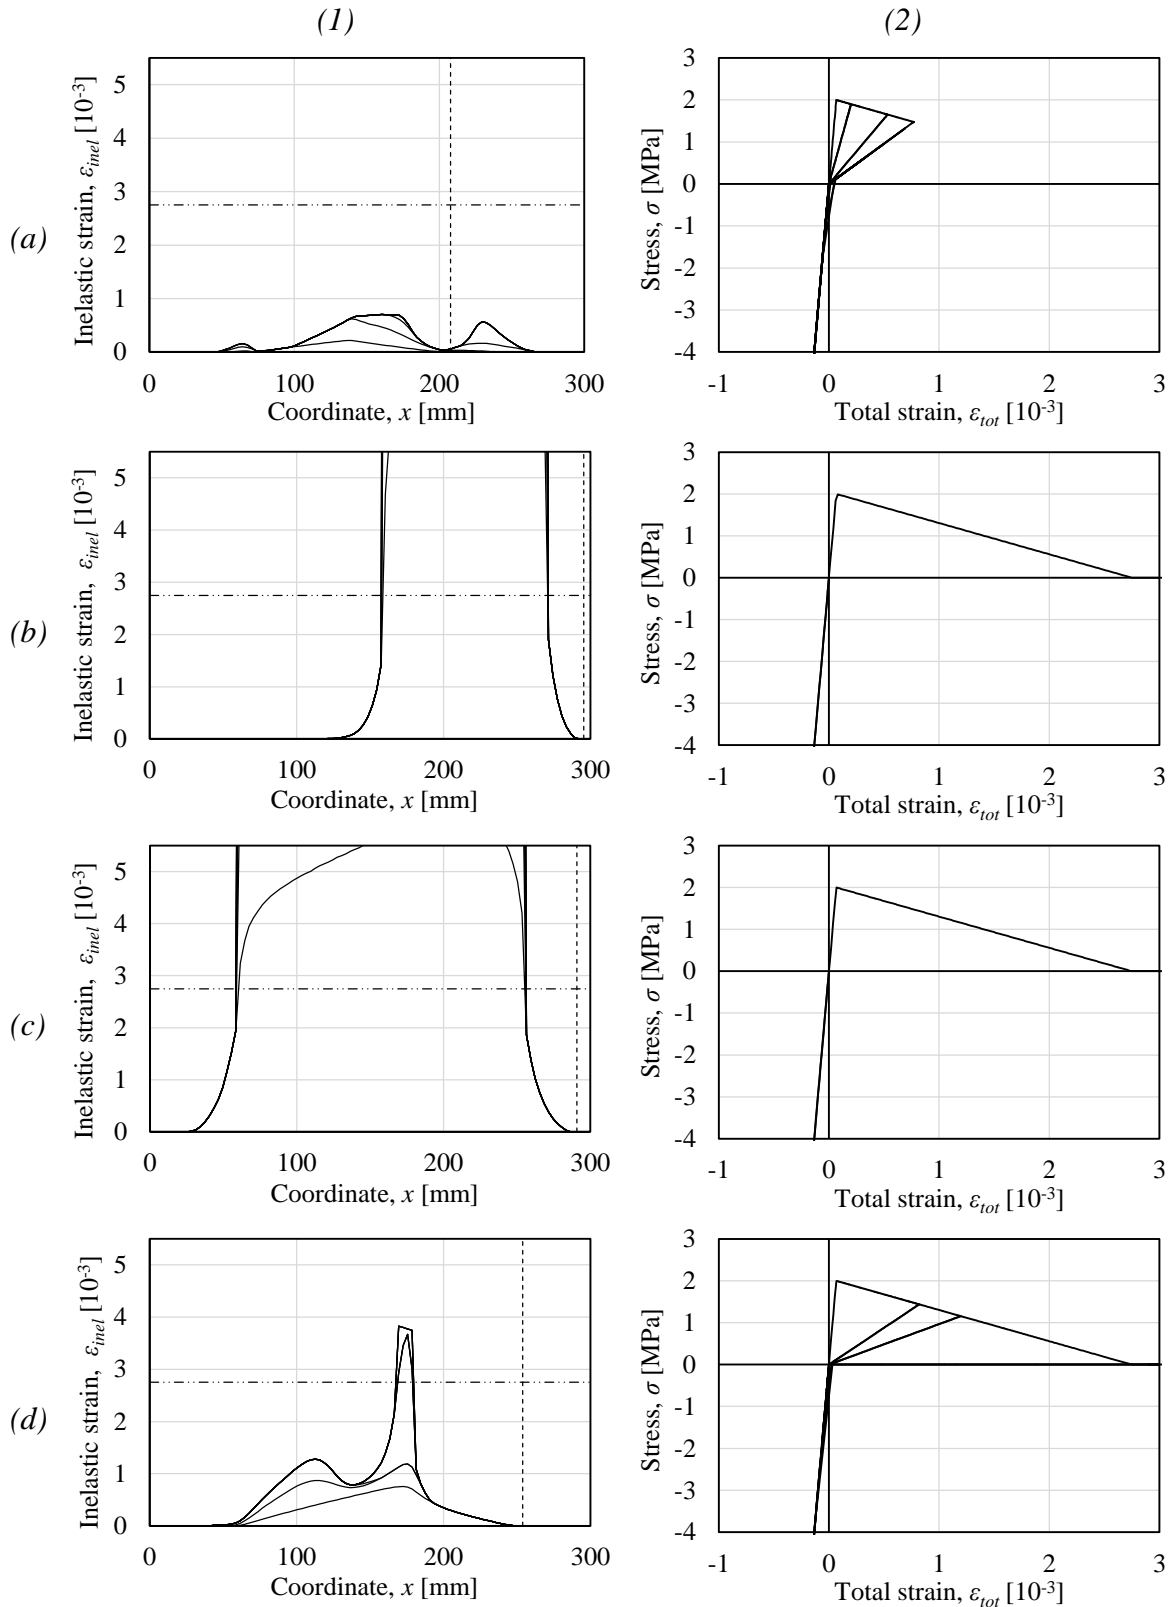 (1)
(2)
(a)
Inelastic strain, εinel [10-3]
5
4
3
2
1
0
0 100 200 300
Coordinate, x [mm]
Stress, σ [MPa]
3
2
1
0
-1
-2
-3
-4
-1 0 1 2 3
Total strain, εtot [10-3]
(b)
Inelastic strain, εinel [10-3]
5
4
3
2
1
0
0 100 200 300
Coordinate, x [mm]
Stress, σ [MPa]
3
2
1
0
-1
-2
-3
-4
-1 0 1 2 3
Total strain, εtot [10-3]
(c)
Inelastic strain, εinel [10-3]
5
4
3
2
1
0
0 100 200 300
Coordinate, x [mm]
Stress, σ [MPa]
3
2
1
0
-1
-2
-3
-4
-1 0 1 2 3
Total strain, εtot [10-3]
(d)
Inelastic strain, εinel [10-3]
5
4
3
2
1
0
0 100 200 300
Coordinate, x [mm]
Stress, σ [MPa]
3
2
1
0
-1
-2
-3
-4
-1 0 1 2 3
Total strain, εtot [10-3]